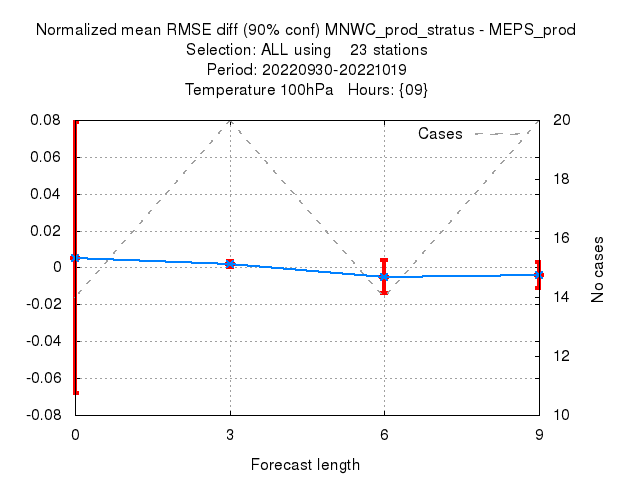 Normalized mean RMSE diff (90% conf) MNWC_prod_stratus - MEPS_prod
Selection: ALL using    23 stations
Period: 20220930-20221019
Temperature 100hPa   Hours: {09}
Cases
0.08
0.06
0.04
0.02
0
-0.02
-0.04
-0.06
-0.08
20
18
16
14
12
10
No cases
0
3
6
9
Forecast length